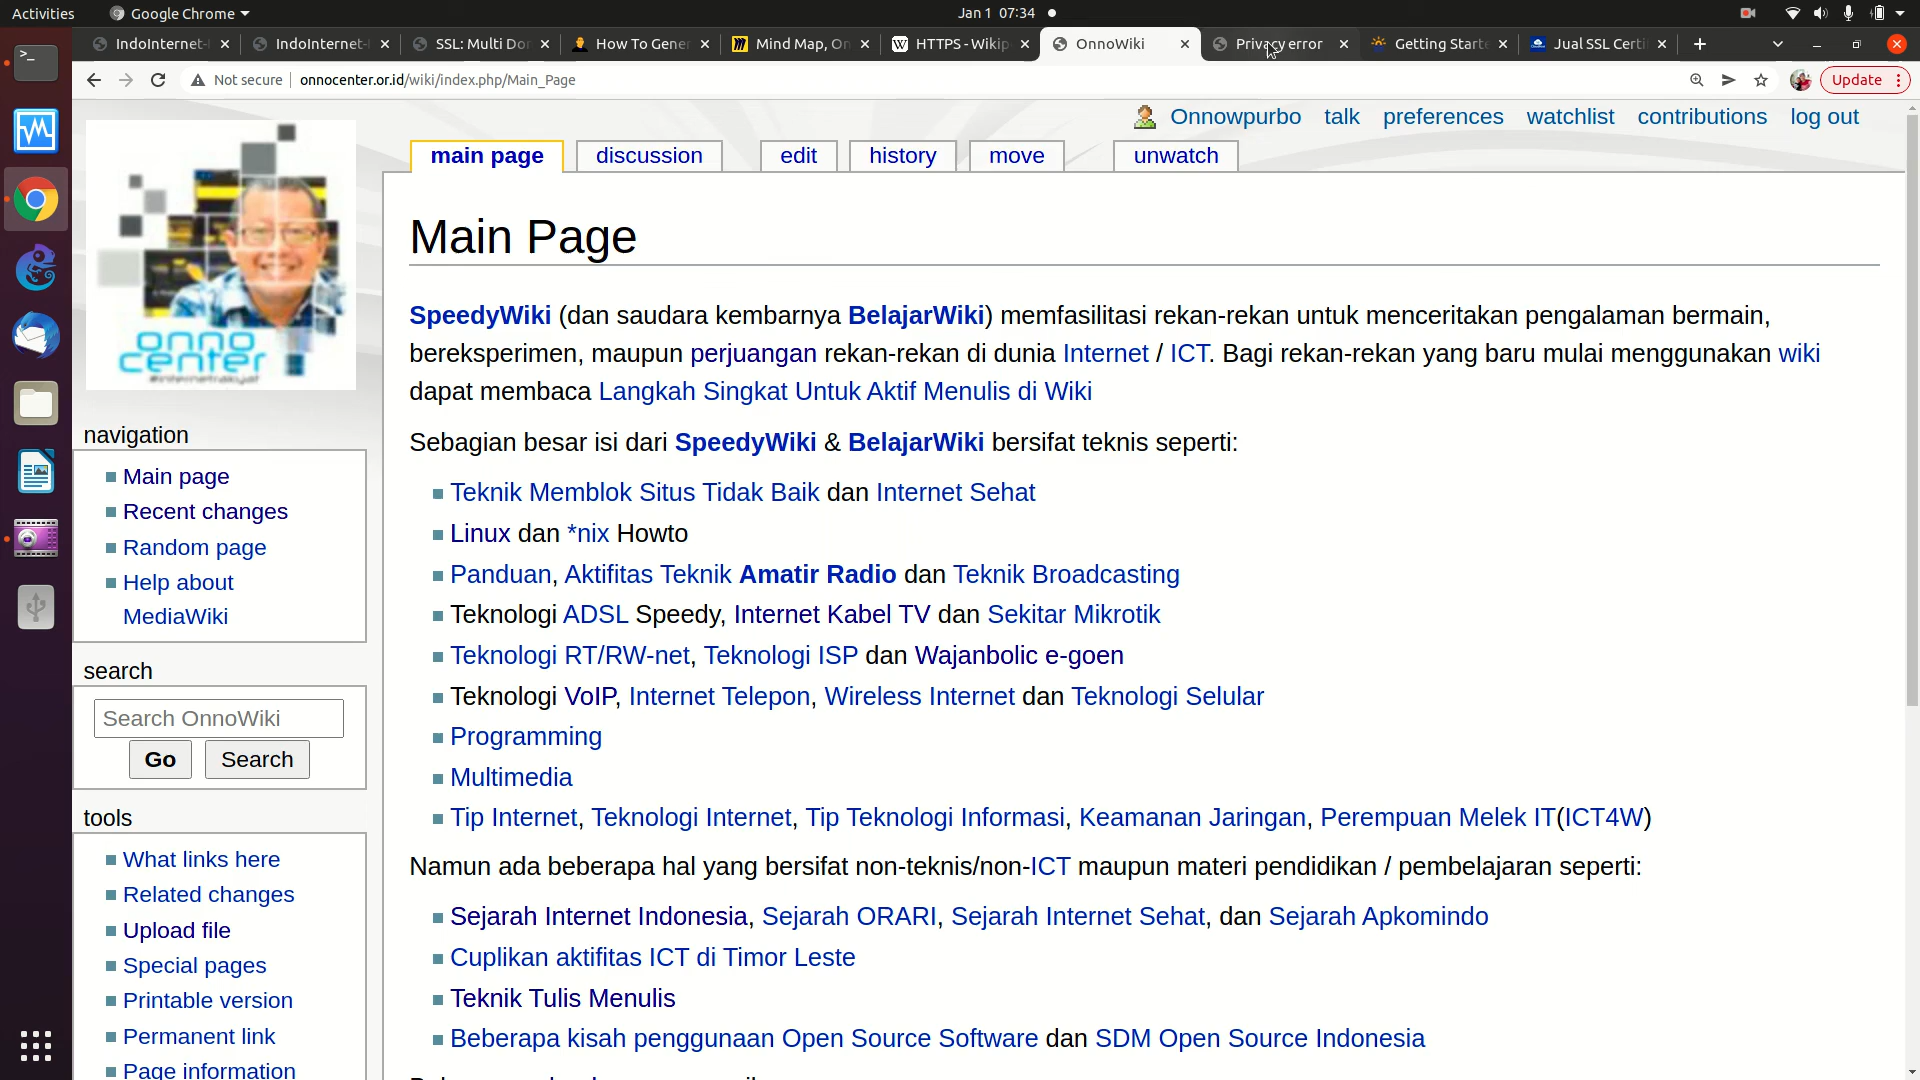 Activities
Google Chrome
Jan 1 07:34
IndoInternet-
IndoInternet-
SSL: Multi Dor
How To Gener
Mind Map, On
HTTPS - Wikip
OnnoWiki
Privacy error
Getting Starte
Jual SSL Certi
Not secure
onnocenter.or.id/wiki/index.php/Main_Page
Update
Onnowpurbo talk preferences watchlist contributions log out
main page discussion edit history move unwatch
onno
center
#internetrakyat
Main Page
SpeedyWiki (dan saudara kembarnya BelajarWiki) memfasilitasi rekan-rekan untuk menceritakan pengalaman bermain,
bereksperimen, maupun perjuangan rekan-rekan di dunia Internet / ICT. Bagi rekan-rekan yang baru mulai menggunakan wiki
dapat membaca Langkah Singkat Untuk Aktif Menulis di Wiki
Sebagian besar isi dari SpeedyWiki & BelajarWiki bersifat teknis seperti:
Teknik Memblok Situs Tidak Baik dan Internet Sehat
Linux dan *nix Howto
Panduan, Aktifitas Teknik Amatir Radio dan Teknik Broadcasting
Teknologi ADSL Speedy, Internet Kabel TV dan Sekitar Mikrotik
Teknologi RT/RW-net, Teknologi ISP dan Wajanbolic e-goen
Teknologi VoIP, Internet Telepon, Wireless Internet dan Teknologi Selular
Programming
Multimedia
Tip Internet, Teknologi Internet, Tip Teknologi Informasi, Keamanan Jaringan, Perempuan Melek IT(ICT4W)
Namun ada beberapa hal yang bersifat non-teknis/non-ICT maupun materi pendidikan / pembelajaran seperti:
Sejarah Internet Indonesia, Sejarah ORARI, Sejarah Internet Sehat, dan Sejarah Apkomindo
Cuplikan aktifitas ICT di Timor Leste
Teknik Tulis Menulis
Beberapa kisah penggunaan Open Source Software dan SDM Open Source Indonesia
navigation
Main page
Recent changes
Random page
Help about
MediaWiki
search
Search OnnoWiki
Go Search
tools
What links here
Related changes
Upload file
Special pages
Printable version
Permanent link
Page information